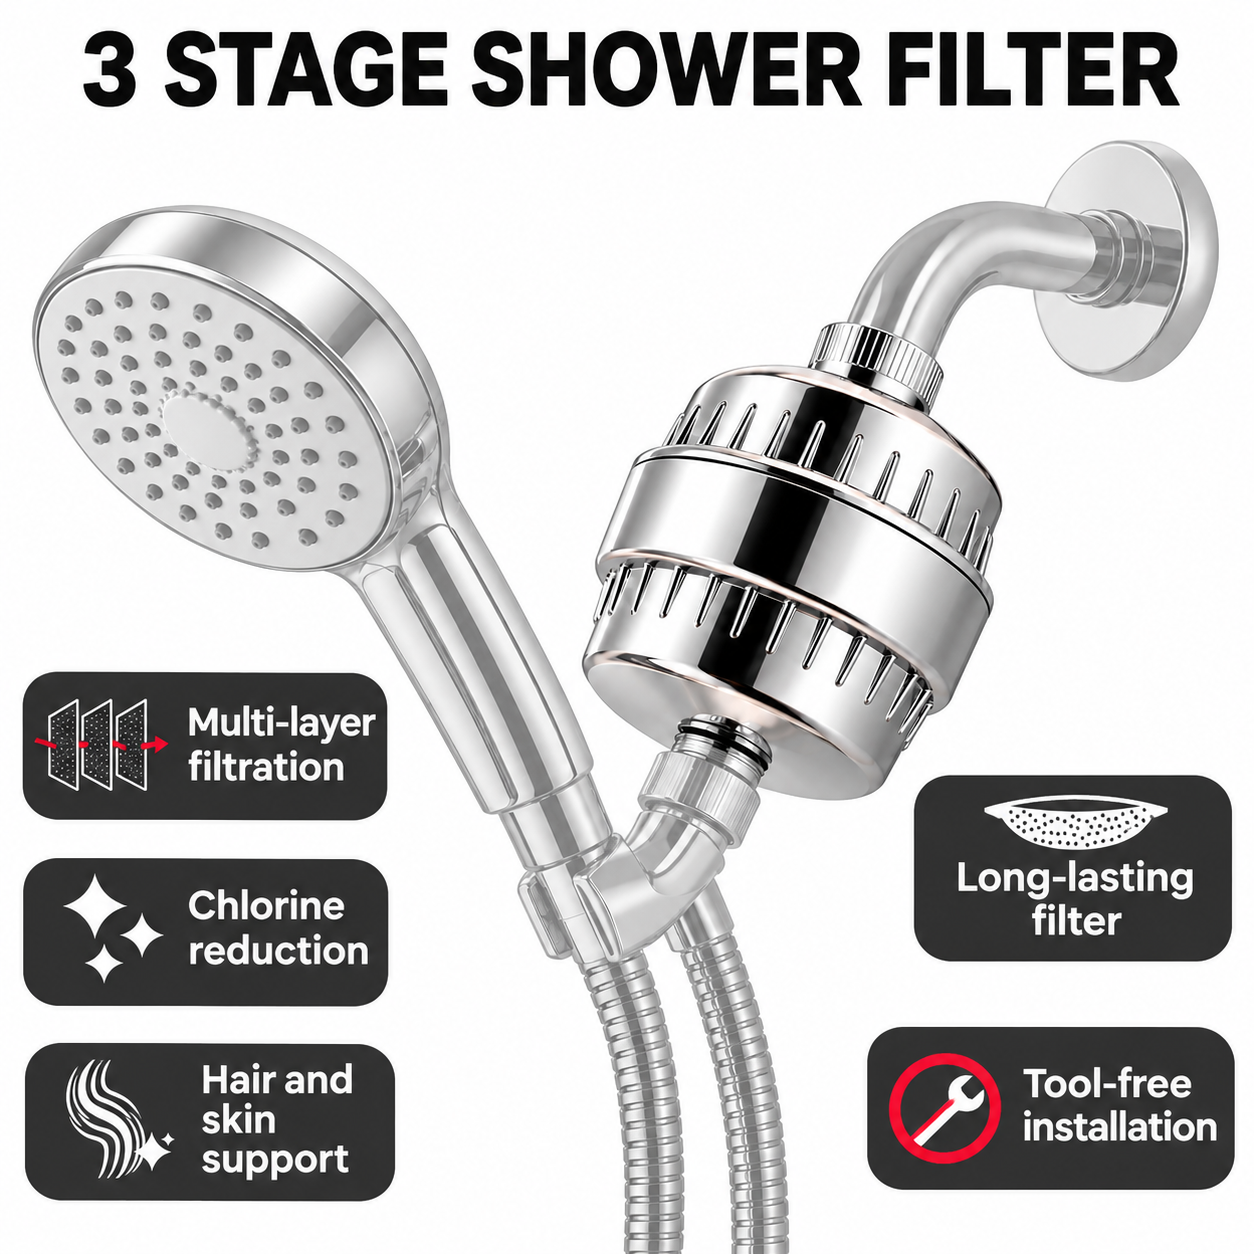 3 STAGE SHOWER FILTER
Multi-layer
filtration
Chlorine
reduction
Hair and
skin
support
Long-lasting
filter
Tool-free
installation